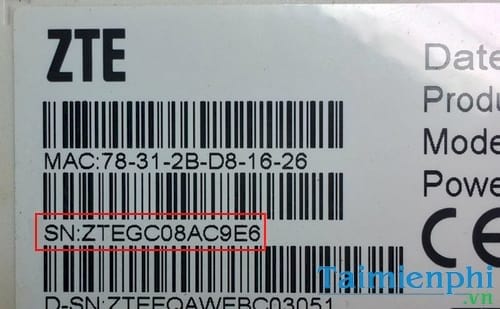 ZTE
MAC:78-31-2B-D8-16-26
SN:ZTEGC08AC9E6
D-SN:ZTEEQAWEBC03051
Date
Produ
Mode
Powe
CE
Taimienphi
.vn